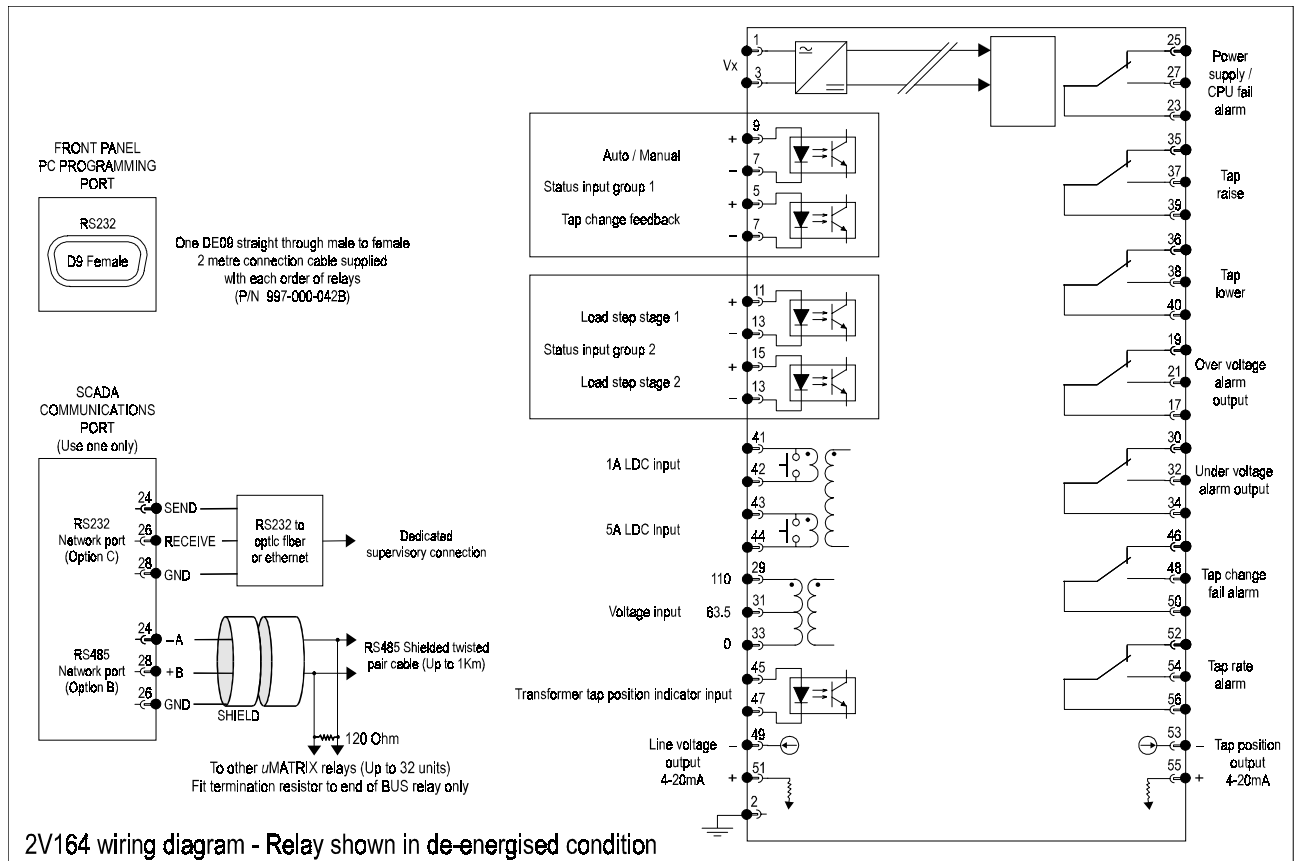 FRONT PANEL
PC PROGRAMMING
PORT
RS232
D9 Female
One DE09 straight through male to female
2 metre connection cable supplied
with each order of relays
(P/N 997-000-042B)
SCADA
COMMUNICATIONS
PORT
(Use one only)
RS232
Network port
(Option C)
24
SEND
26
RECEIVE
28
GND
RS232 to
optic fiber
or ethernet
Dedicated
supervisory connection
RS485
Network port
(Option B)
24
–A
28
+B
26
GND
SHIELD
RS485 Shielded twisted
pair cable (Up to 1Km)
120 Ohm
To other uMATRIX relays (Up to 32 units)
Fit termination resistor to end of BUS relay only
Vx
1
3
Auto / Manual
+
9
–
7
Status input group 1
Tap change feedback
+
5
–
7
Load step stage 1
+
11
–
13
Status input group 2
Load step stage 2
+
15
–
13
1A LDC input
41
42
5A LDC Input
43
44
Voltage input
110
29
63.5
31
0
33
Transformer tap position indicator input
45
47
Line voltage
output
4-20mA
–
49
+
51
2
25
27
23
Power
supply /
CPU fail
alarm
35
37
39
Tap
raise
36
38
40
Tap
lower
19
21
17
Over voltage
alarm
output
30
32
34
Under voltage
alarm output
46
48
50
Tap change
fail alarm
52
54
56
Tap rate
alarm
53
–
55
+
Tap position
output
4-20mA
2V164 wiring diagram - Relay shown in de-energised condition